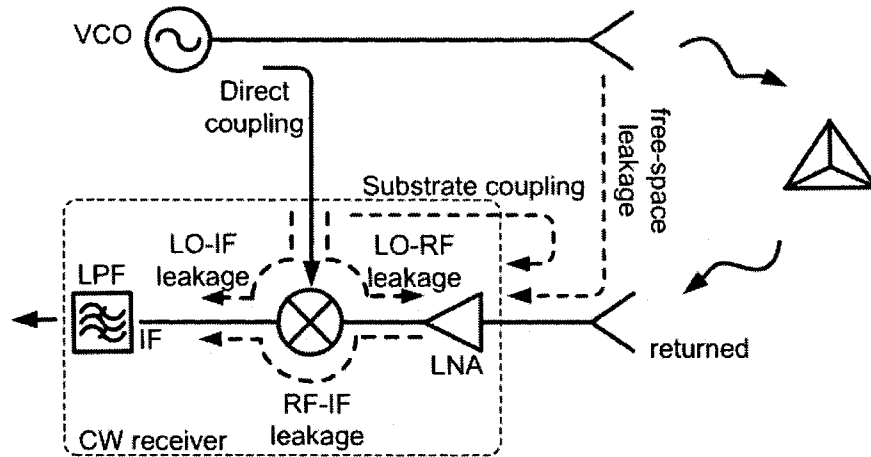 VCO
Direct
coupling
free-space
leakage
Substrate coupling
LO-IF
leakage
LO-RF
leakage
LPF
IF
LNA
returned
RF-IF
leakage
CW receiver